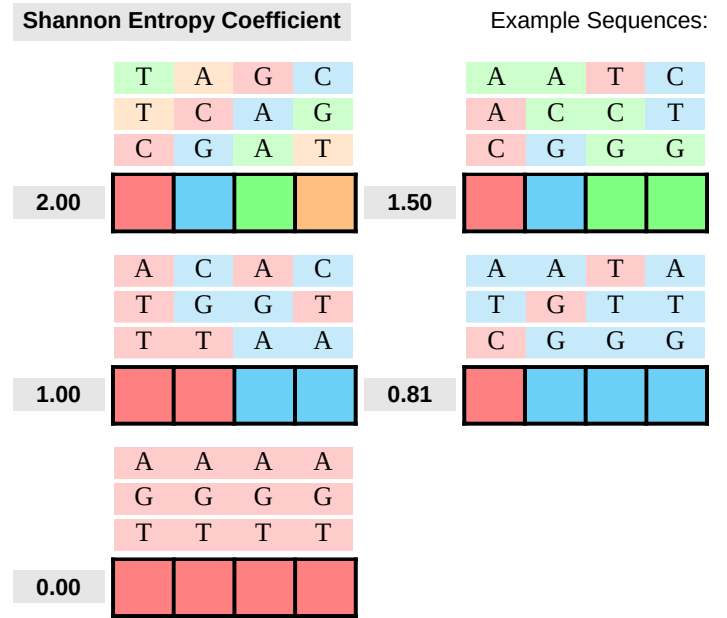 Shannon Entropy Coefficient
Example Sequences:
T A G C
T C A G
C G A T
2.00
A A T C
A C C T
C G G G
1.50
A C A C
T G G T
T T A A
1.00
A A T A
T G T T
C G G G
0.81
A A A A
G G G G
T T T T
0.00